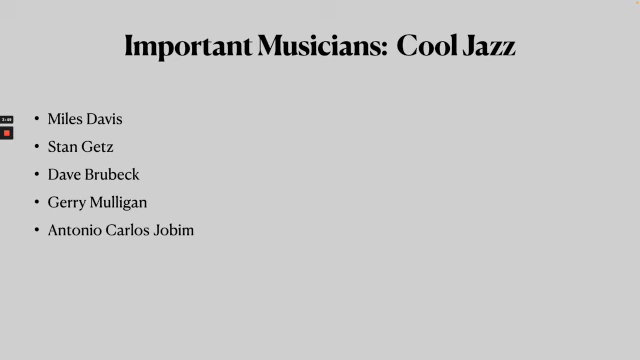 Important Musicians: Cool Jazz
• Miles Davis
• Stan Getz
• Dave Brubeck
• Gerry Mulligan
• Antonio Carlos Jobim